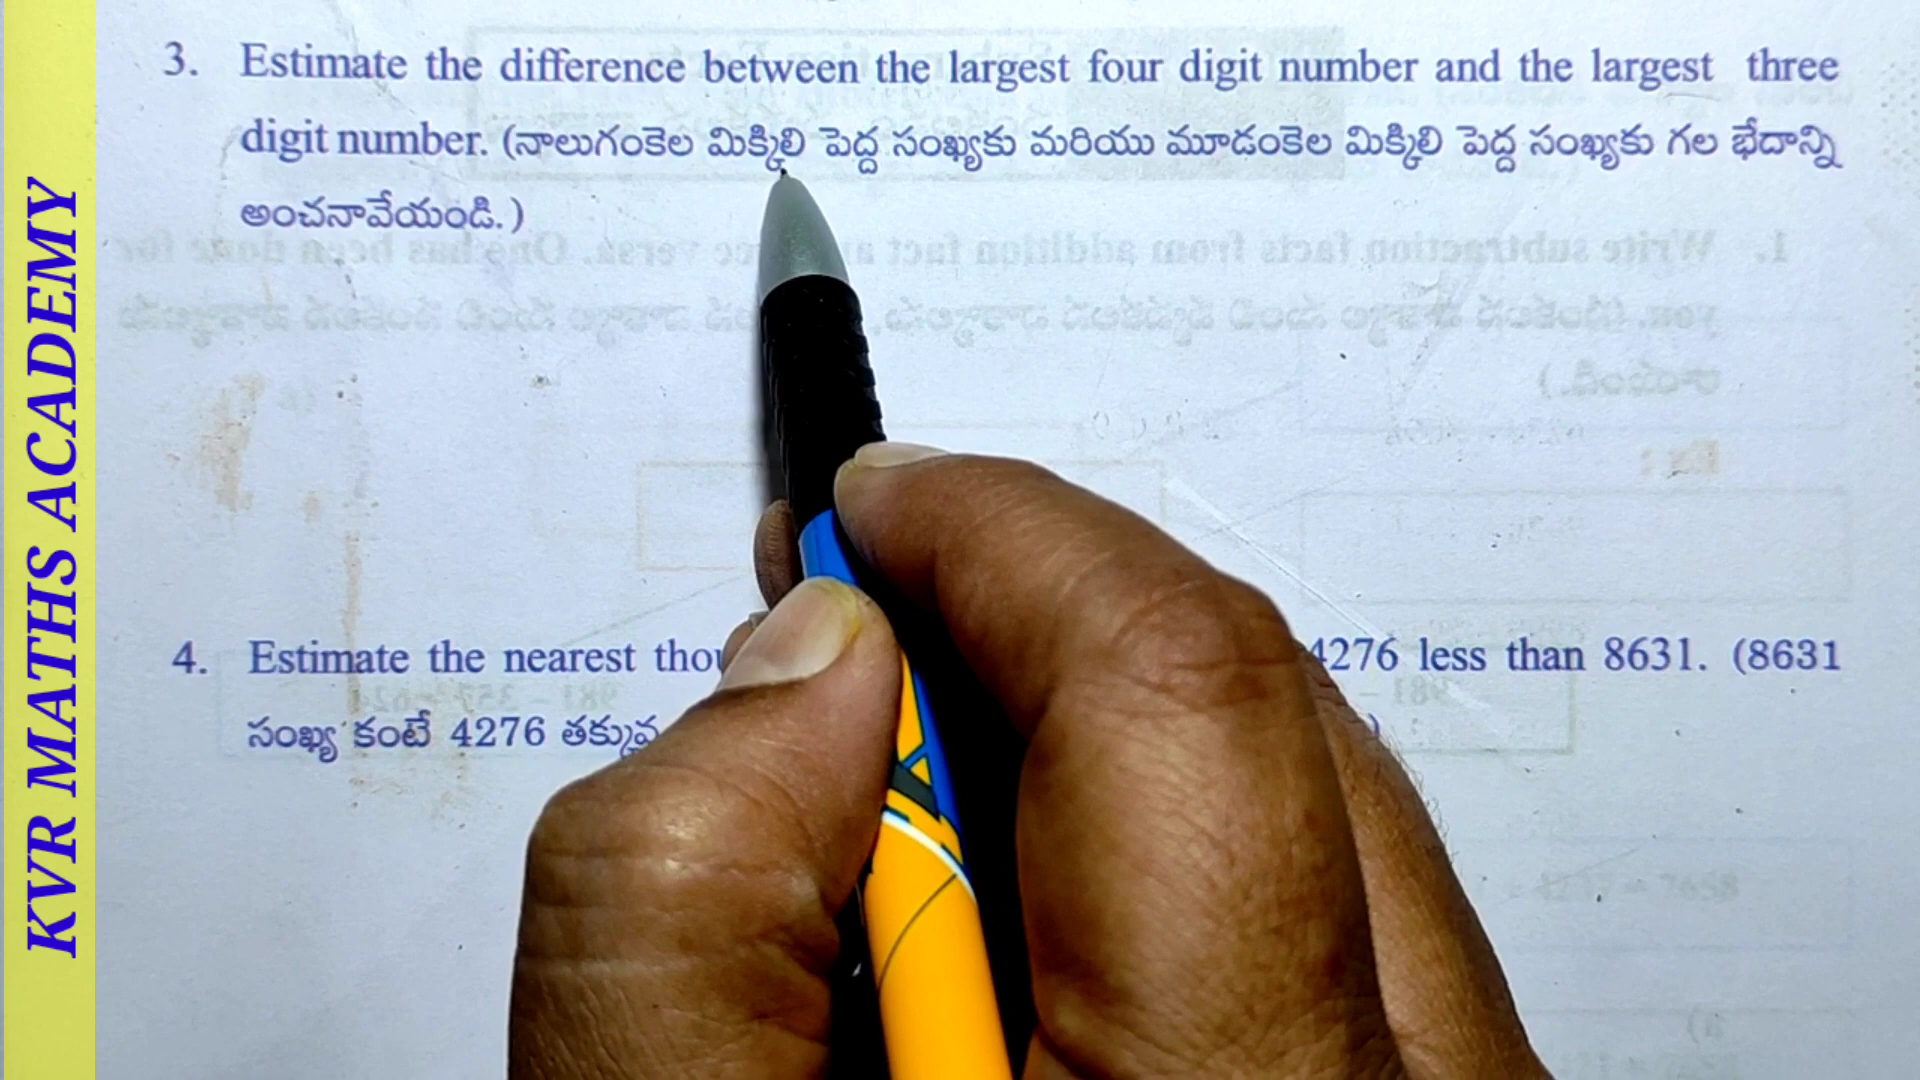 KVR MATHS ACADEMY
3. Estimate the difference between the largest four digit number and the largest three
digit number. (నాలుగంకెల మిక్కిలి పెద్ద సంఖ్యకు మరియు మూడంకెల మిక్కిలి పెద్ద సంఖ్యకు గల భేదాన్ని
అంచనావేయండి.)
4. Estimate the nearest 4276 less than 8631. (8631
సంఖ్య కంటే 4276 తక్కువ